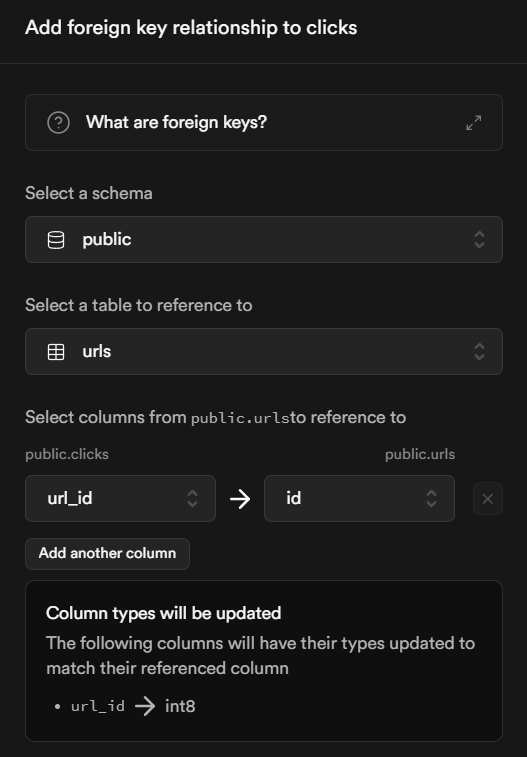 Add foreign key relationship to clicks
What are foreign keys?
Select a schema
public
Select a table to reference to
urls
Select columns from public.urlsto reference to
public.clicks public.urls
url_id → id
Add another column
Column types will be updated
The following columns will have their types updated to
match their referenced column
• url_id → int8